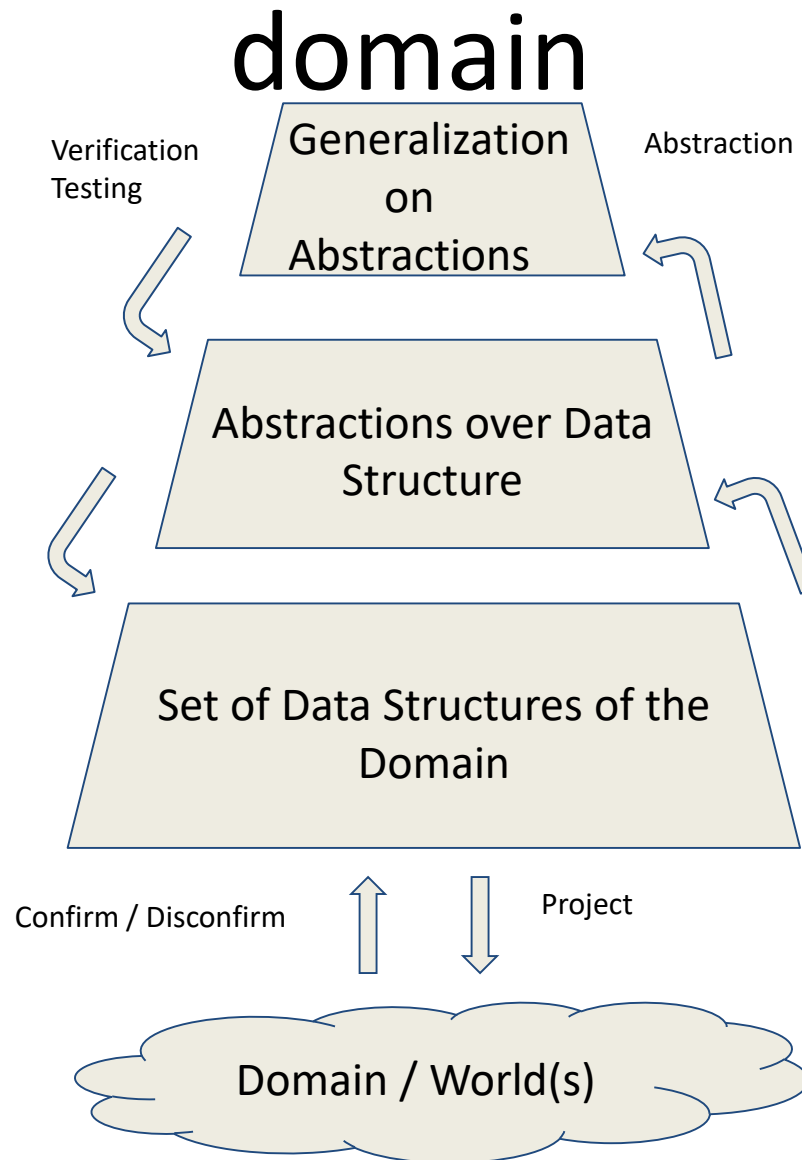 domain
Verification
Testing
Generalization
on
Abstractions
Abstraction
Abstractions over Data
Structure
Set of Data Structures of the
Domain
Confirm / Disconfirm
Project
Domain / World(s)